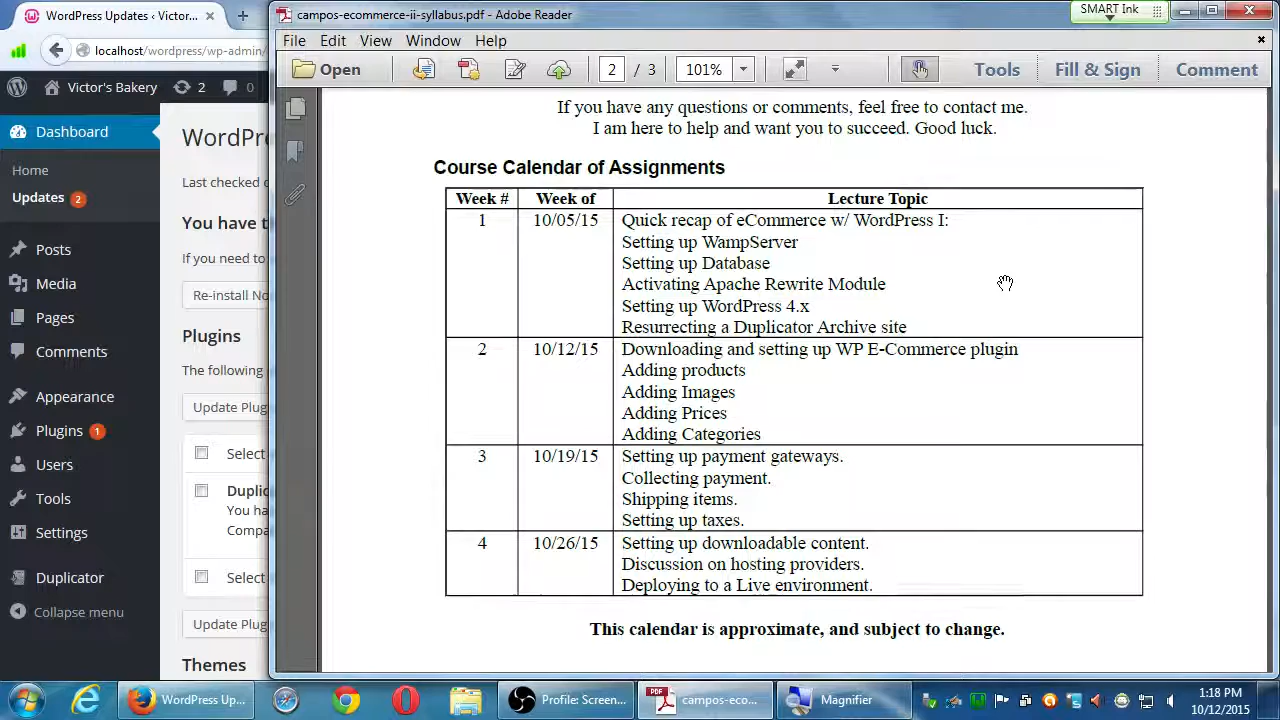 WordPress Updates ‹ Victor...
campos-ecommerce-ii-syllabus.pdf - Adobe Reader
SMART Ink
localhost/wordpress/wp-admin/
File Edit View Window Help
Open
2 / 3
101%
Tools
Fill & Sign
Comment
Victor's Bakery
2
0
Dashboard
Home
Updates 2
Posts
Media
Pages
Comments
Appearance
Plugins 1
Users
Tools
Settings
Duplicator
Collapse menu
WordPre
Last checked
You have t
If you need to
Re-install No
Plugins
The following
Update Plug
Select
Duplic
You ha
Compa
Select
Update Plug
Themes
If you have any questions or comments, feel free to contact me.
I am here to help and want you to succeed. Good luck.
Course Calendar of Assignments
Week # Week of Lecture Topic
1 10/05/15 Quick recap of eCommerce w/ WordPress I:
Setting up WampServer
Setting up Database
Activating Apache Rewrite Module
Setting up WordPress 4.x
Resurrecting a Duplicator Archive site
2 10/12/15 Downloading and setting up WP E-Commerce plugin
Adding products
Adding Images
Adding Prices
Adding Categories
3 10/19/15 Setting up payment gateways.
Collecting payment.
Shipping items.
Setting up taxes.
4 10/26/15 Setting up downloadable content.
Discussion on hosting providers.
Deploying to a Live environment.
This calendar is approximate, and subject to change.
WordPress Up...
Profile: Screen...
campos-eco...
Magnifier
1:18 PM
10/12/2015